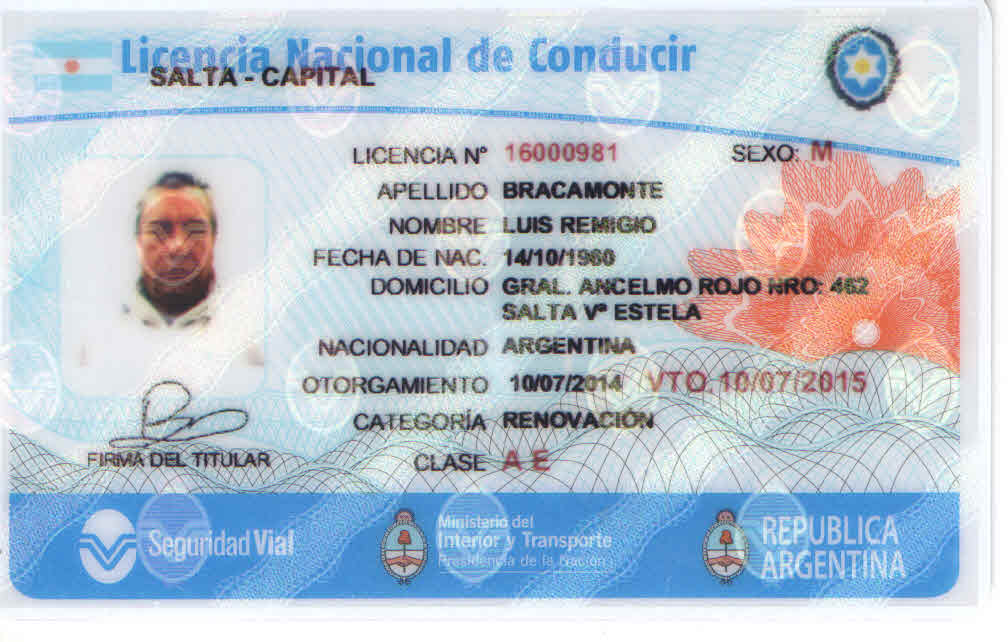 Licencia Nacional de Conducir
SALTA - CAPITAL
LICENCIA Nº 16000981 SEXO: M
APELLIDO BRACAMONTE
NOMBRE LUIS REMIGIO
FECHA DE NAC. 14/10/1960
DOMICILIO GRAL. ANCELMO ROJO NRO: 462
SALTA Vº ESTELA
NACIONALIDAD ARGENTINA
OTORGAMIENTO 10/07/2014 VTO. 10/07/2015
CATEGORÍA RENOVACIÓN
FIRMA DEL TITULAR
CLASE A E
Seguridad Vial
Ministerio del
Interior y Transporte
Presidencia de la Nación
REPUBLICA
ARGENTINA